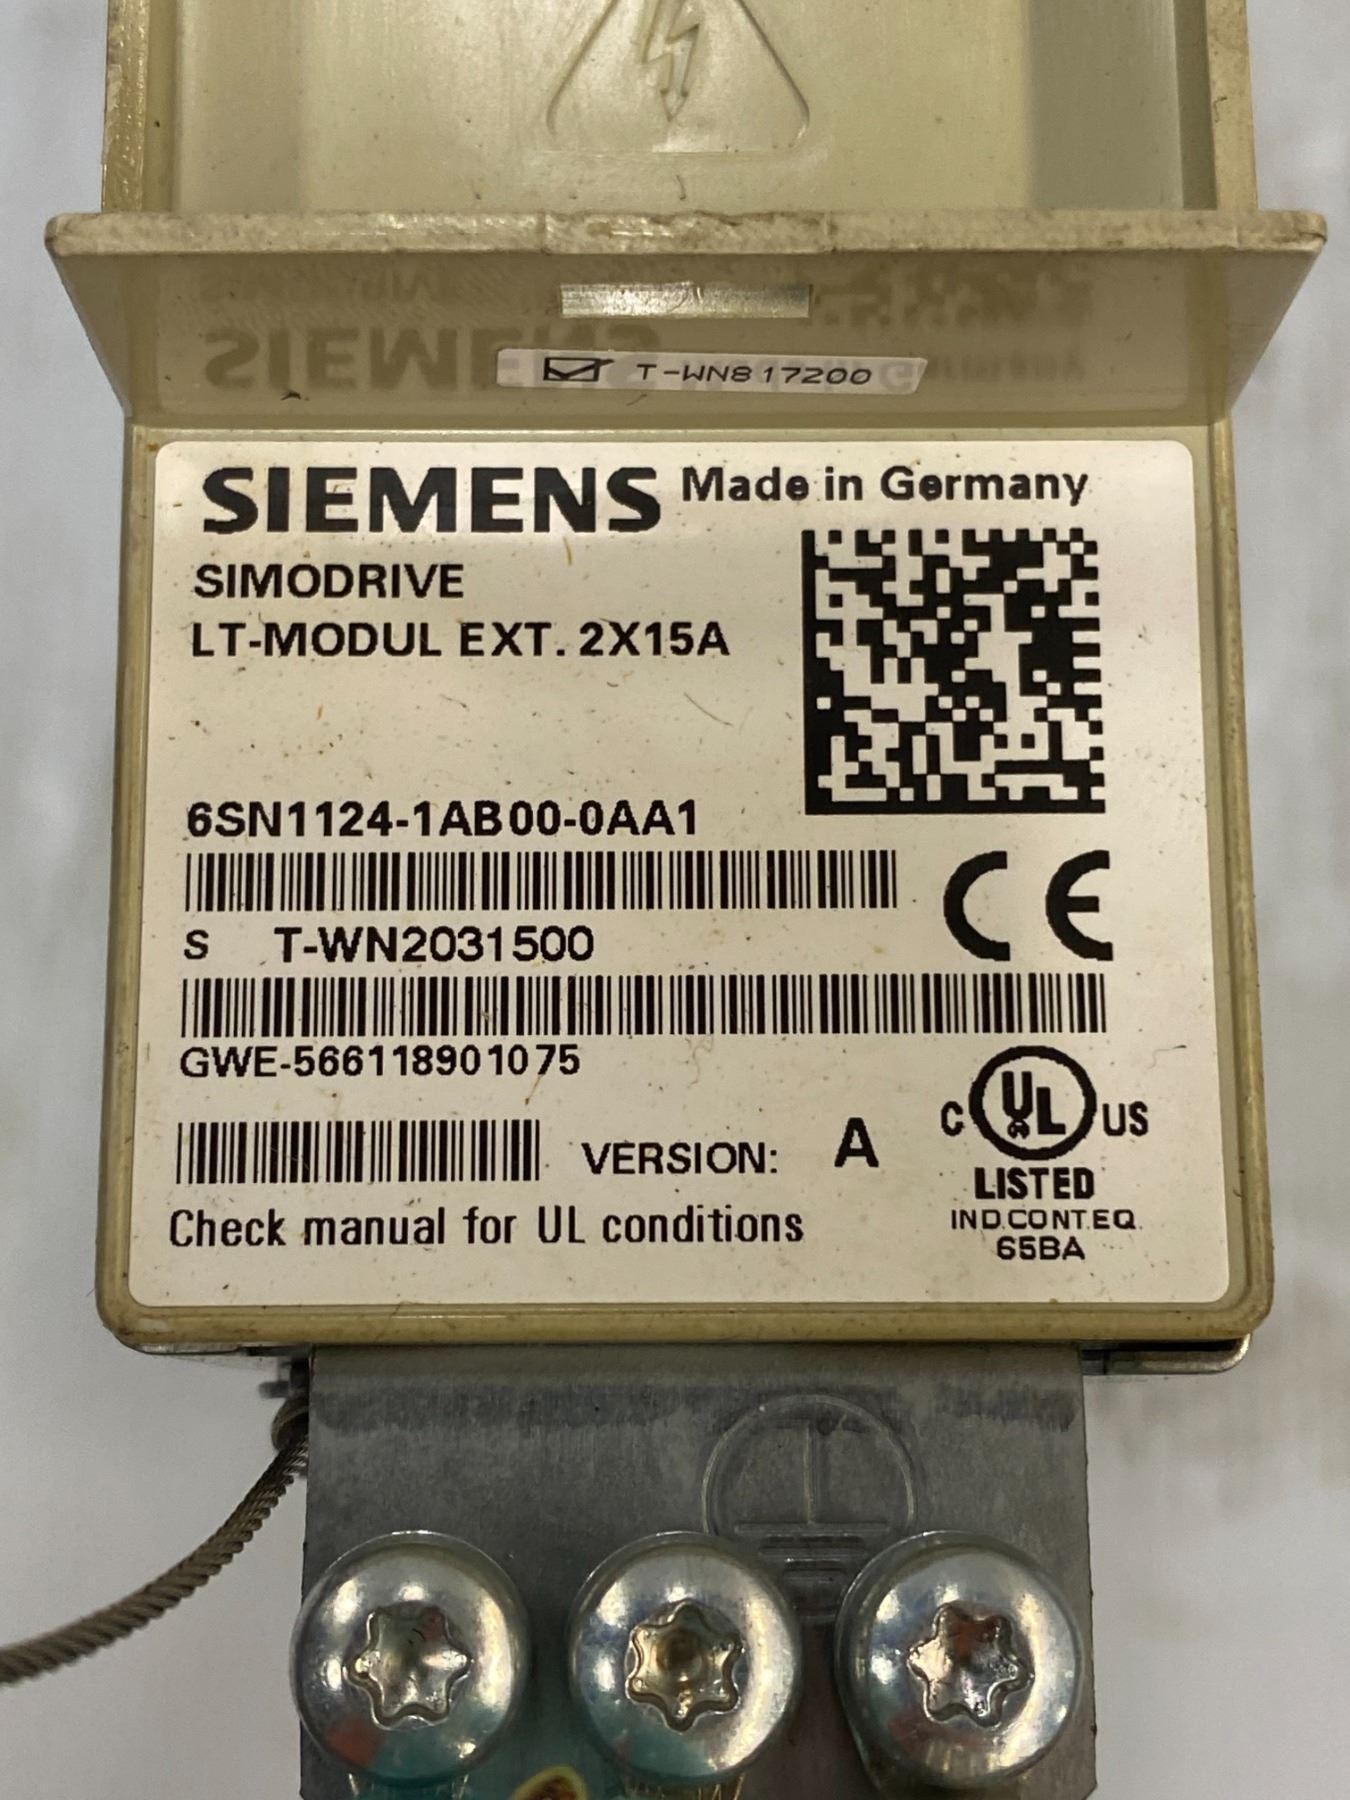 T-WN817200
SIEMENS Made in Germany
SIMODRIVE
LT-MODUL EXT. 2X15A
6SN1124-1AB00-0AA1
S T-WN2031500
GWE-566118901075
VERSION: A
Check manual for UL conditions
CE
C UL US
LISTED
IND.CONT.EQ.
65BA